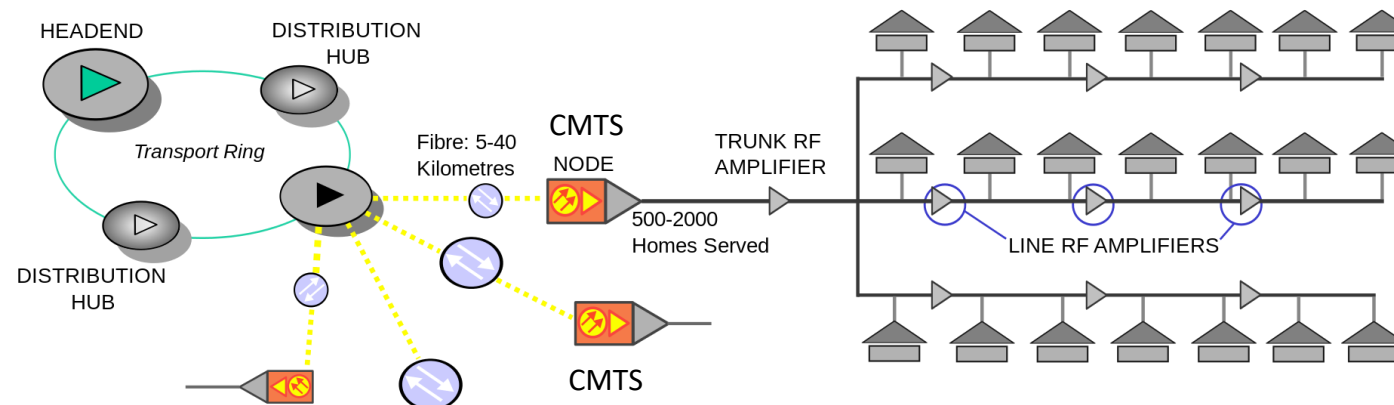 HEADEND
DISTRIBUTION
HUB
Transport Ring
DISTRIBUTION
HUB
Fibre: 5-40
Kilometres
CMTS
NODE
500-2000
Homes Served
TRUNK RF
AMPLIFIER
LINE RF AMPLIFIERS
CMTS